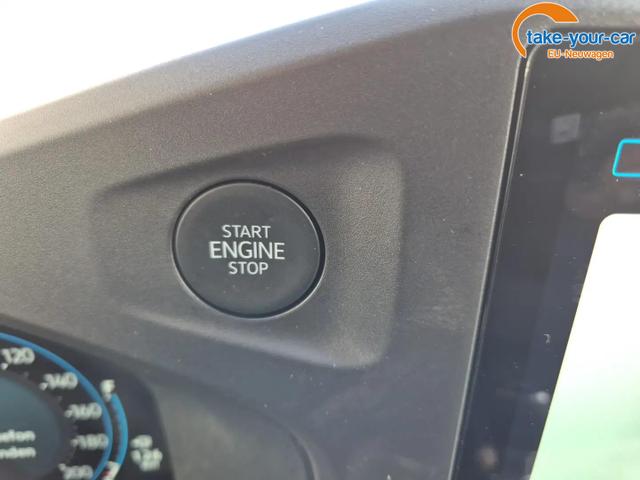 take-your-car
EU-Neuwagen
START
ENGINE
STOP
120
140
160
180
200
F